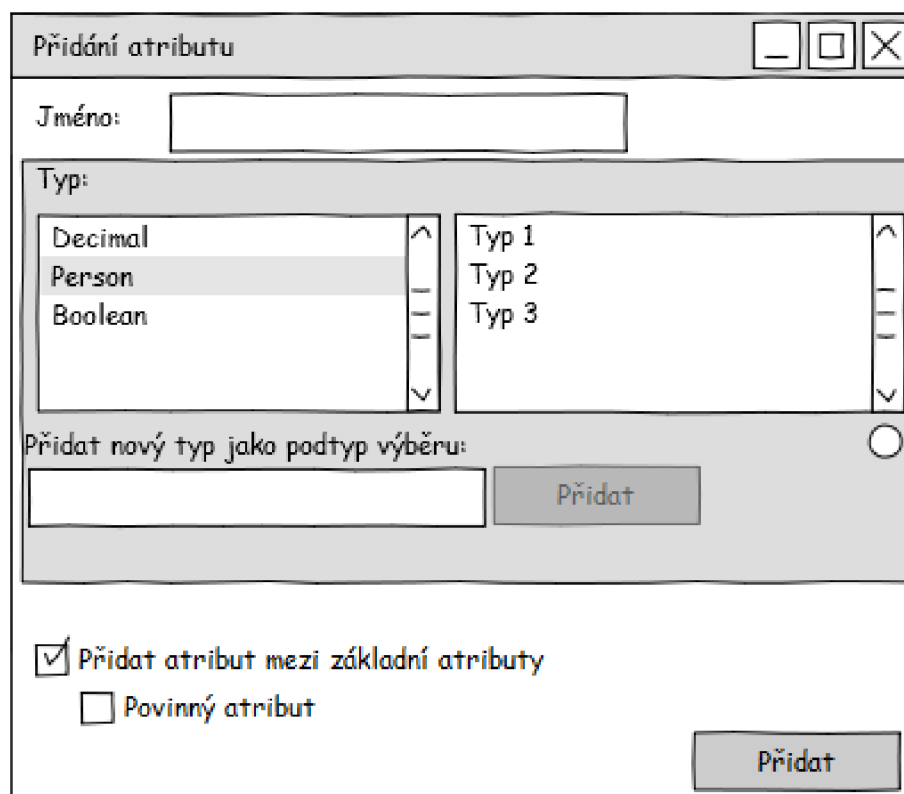 Přidání atributu
Jméno:
Typ:
Decimal
Person
Boolean
Typ 1
Typ 2
Typ 3
Přidat nový typ jako podtyp výběru:
Přidat
Přidat atribut mezi základní atributy
Povinný atribut
Přidat